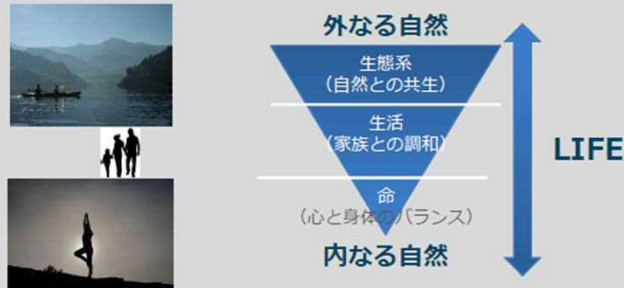 外なる自然
生態系
（自然との共生）
生活
（家族との調和）
LIFE
命
（心と身体のバランス）
内なる自然